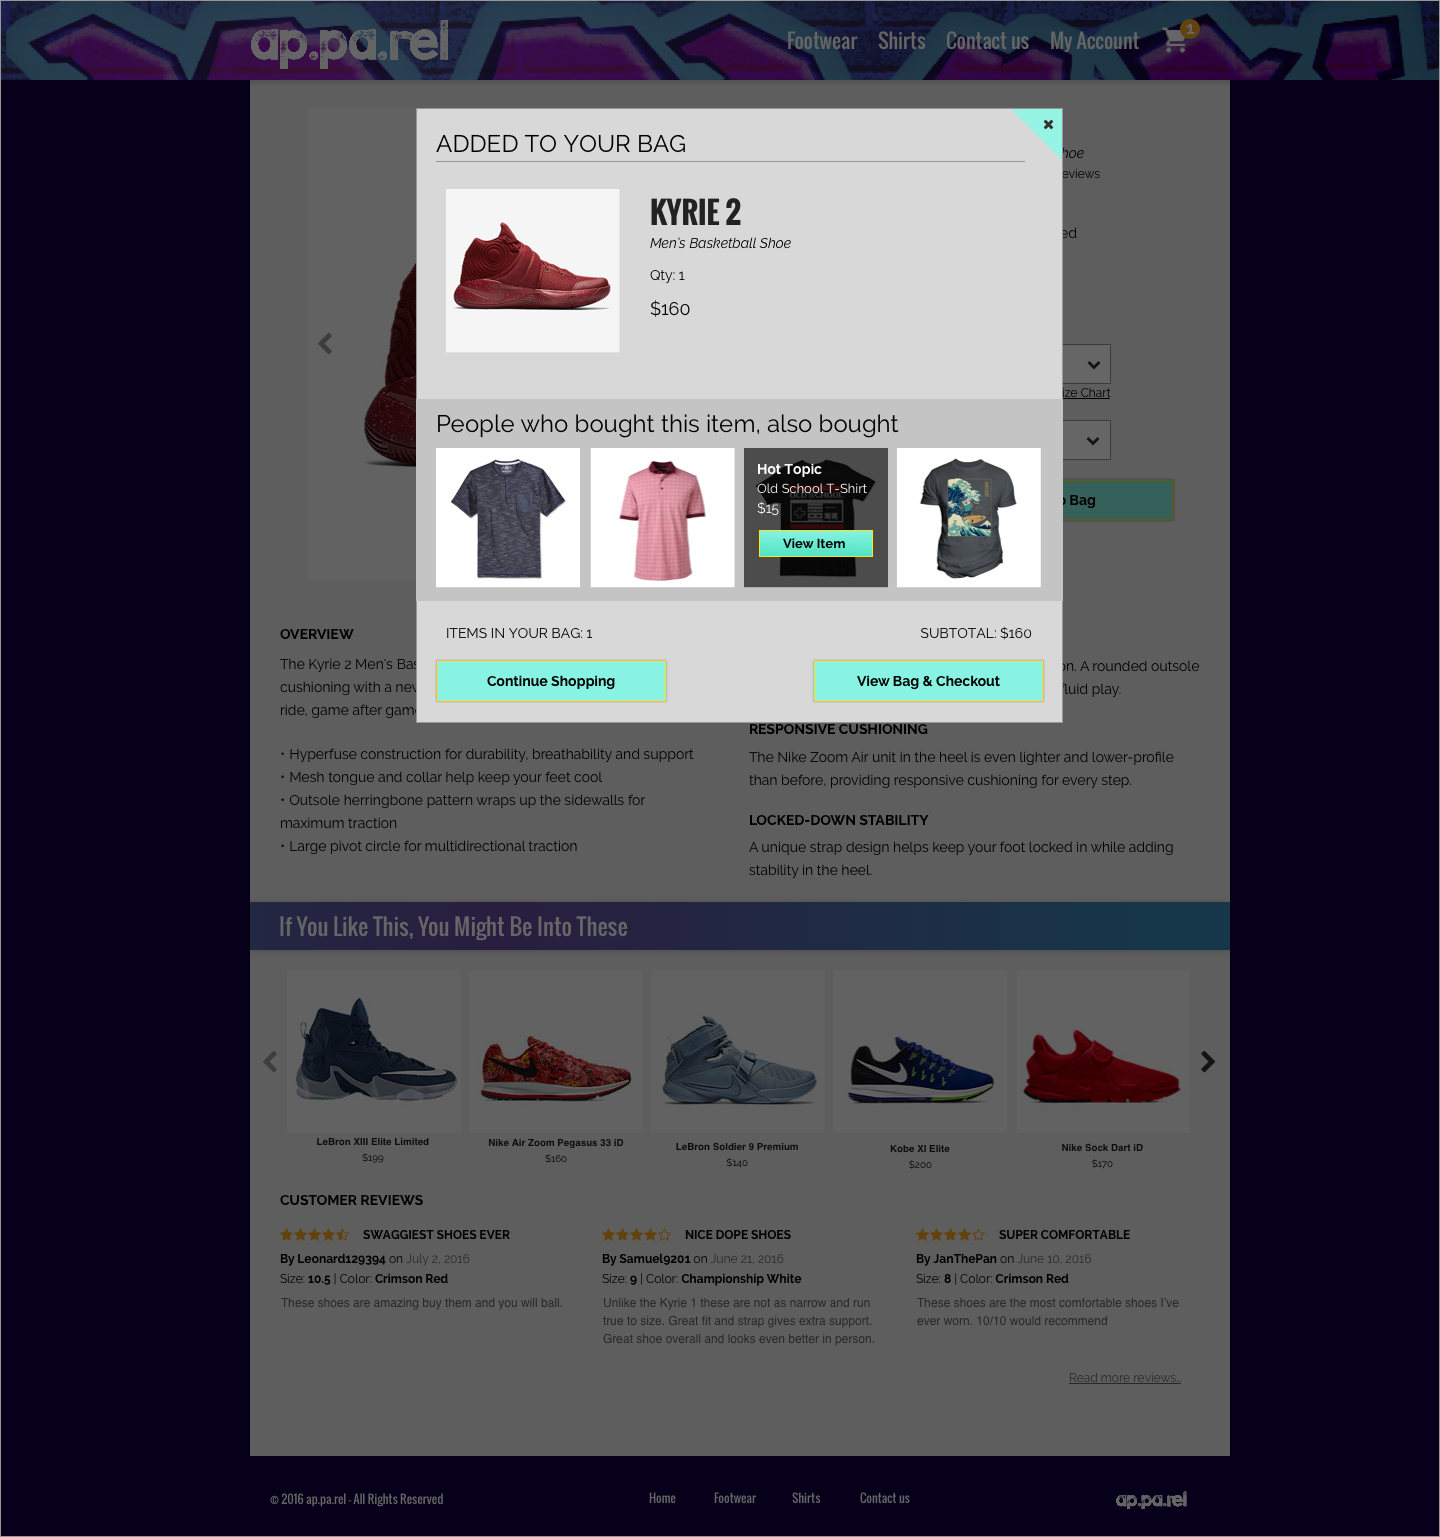 ap.pa.rel
Footwear
Shirts
Contact us
My Account
1
ADDED TO YOUR BAG
KYRIE 2
Men's Basketball Shoe
Qty: 1
$160
hoe
eviews
ed
ize Chart
Bag
People who bought this item, also bought
Hot Topic
Old School T-Shirt
OLD SCHOOL
$15
View Item
ITEMS IN YOUR BAG: 1
SUBTOTAL: $160
Continue Shopping
View Bag & Checkout
OVERVIEW
The Kyrie 2 Men's Bas
cushioning with a nev
ride, game after gam
• Hyperfuse construction for durability, breathability and support
• Mesh tongue and collar help keep your feet cool
• Outsole herringbone pattern wraps up the sidewalls for
maximum traction
• Large pivot circle for multidirectional traction
on. A rounded outsole
fluid play.
RESPONSIVE CUSHIONING
The Nike Zoom Air unit in the heel is even lighter and lower-profile
than before, providing responsive cushioning for every step.
LOCKED-DOWN STABILITY
A unique strap design helps keep your foot locked in while adding
stability in the heel.
If You Like This, You Might Be Into These
LeBron XIII Elite Limited
$199
Nike Air Zoom Pegasus 33 iD
$160
LeBron Soldier 9 Premium
$140
Kobe XI Elite
$200
Nike Sock Dart iD
$170
CUSTOMER REVIEWS
SWAGGIEST SHOES EVER
By Leonard129394 on July 2, 2016
Size: 10.5 | Color: Crimson Red
These shoes are amazing buy them and you will ball.
NICE DOPE SHOES
By Samuel9201 on June 21, 2016
Size: 9 | Color: Championship White
Unlike the Kyrie 1 these are not as narrow and run
true to size. Great fit and strap gives extra support.
Great shoe overall and looks even better in person.
SUPER COMFORTABLE
By JanThePan on June 10, 2016
Size: 8 | Color: Crimson Red
These shoes are the most comfortable shoes I've
ever worn. 10/10 would recommend
Read more reviews..
© 2016 ap.pa.rel - All Rights Reserved
Home
Footwear
Shirts
Contact us
ap.pa.rel